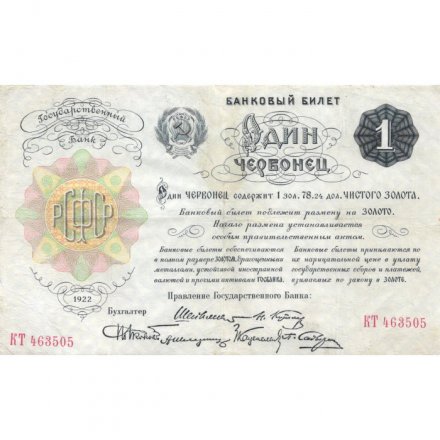 Государственный
Банк
БАНКОВЫЙ БИЛЕТ
ОДИН
ЧЕРВОНЕЦ
1
Один ЧЕРВОНЕЦ содержит 1 зол. 78,24 дол. ЧИСТОГО ЗОЛОТА.
Банковый билет подлежит размену на ЗОЛОТО.
Начало размена устанавливается
особым правительственным актом.
Банковые билеты обеспечиваются
в полном размере ЗОЛОТОМ, драгоценными
металлами, устойчивой иностранной
валютой и прочими активами ГОСБАНКА.
Банковые билеты принимаются по
их нарицательной цене в уплату
государственных сборов и платежей,
взимаемых по закону в золоте.
РСФСР
1922
Правление Государственного Банка:
Бухгалтер
КТ 463505
КТ 463505